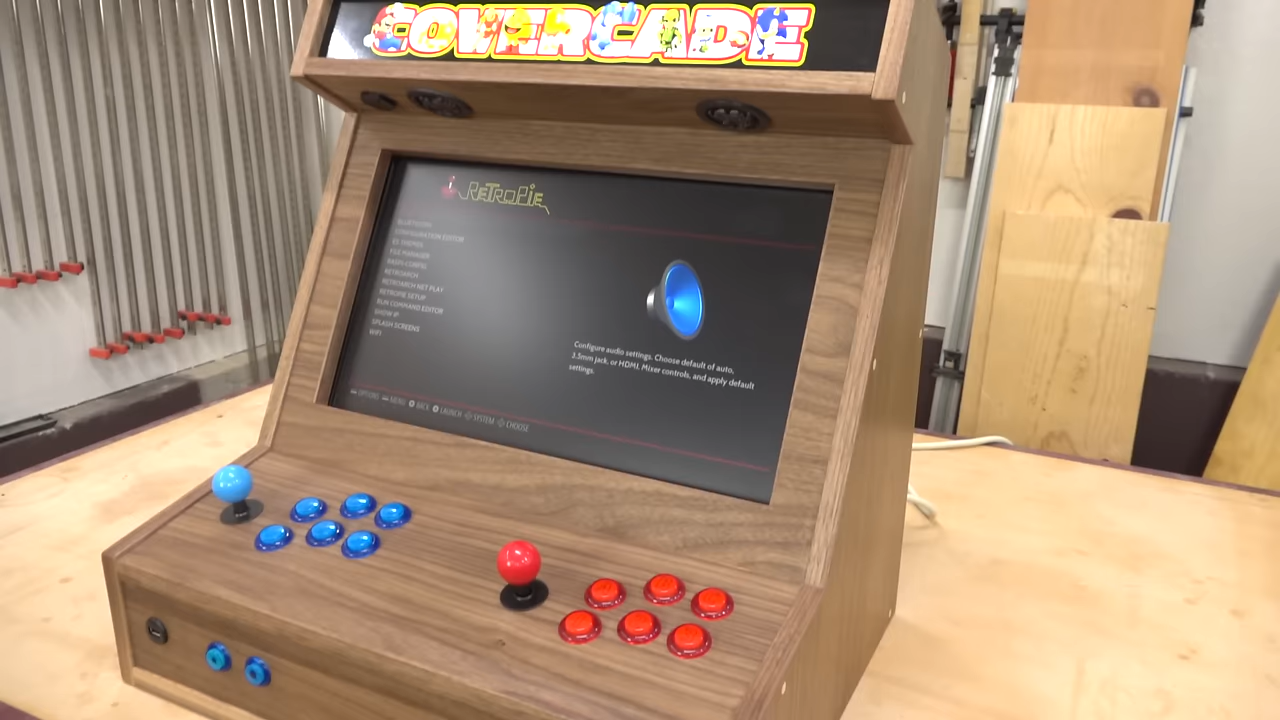 COVERCADE
RETROPIE
BLUETOOTH
CONFIGURATION EDITOR
ES THEMES
FILE MANAGER
RASPI-CONFIG
RETROARCH
RETROARCH NET PLAY
RETROPIE SETUP
RUN COMMAND EDITOR
SHOW IP
SPLASH SCREENS
WIFI
Configure audio settings. Choose default of auto,
3.5mm jack, or HDMI, Mixer controls, and apply default
settings.
OPTIONS MENU BACK LAUNCH SYSTEM CHOOSE